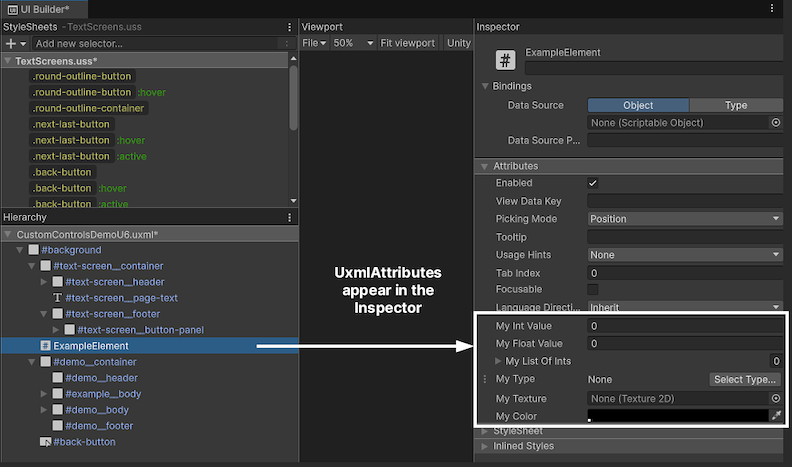 UI Builder*
StyleSheets - TextScreens.uss
Add new selector...
TextScreens.uss*
.round-outline-button
.round-outline-button :hover
.round-outline-container
.next-last-button
.next-last-button :hover
.next-last-button :active
.back-button
.back-button :hover
.back-button :active
Hierarchy
CustomControlsDemoU6.uxml*
#background
#text-screen__container
#text-screen__header
#text-screen__page-text
#text-screen__footer
#text-screen__button-panel
ExampleElement
#demo__container
#demo__header
#example__body
#demo__body
#demo__footer
#back-button
Viewport
File 50% Fit viewport Unity
UxmlAttributes
appear in the
Inspector
Inspector
ExampleElement
Bindings
Data Source Object Type
None (Scriptable Object)
Data Source P...
Attributes
Enabled
View Data Key
Picking Mode Position
Tooltip
Usage Hints None
Tab Index 0
Focusable
Language Directi... Inherit
My Int Value 0
My Float Value 0
My List Of Ints 0
My Type None Select Type...
My Texture None (Texture 2D)
My Color
StyleSheet
Inlined Styles